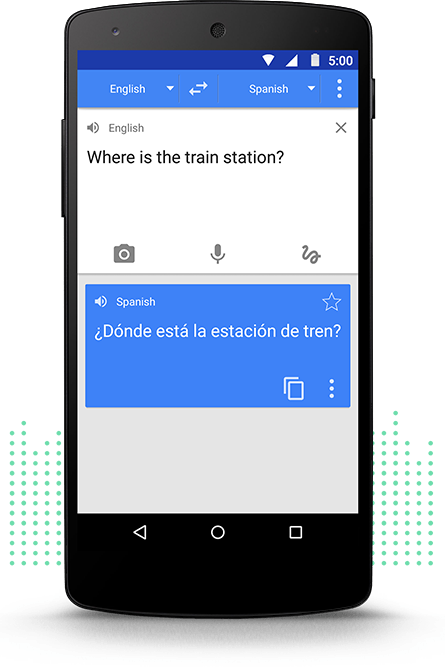 5:00
English Spanish
English
Where is the train station?
Spanish
¿Dónde está la estación de tren?